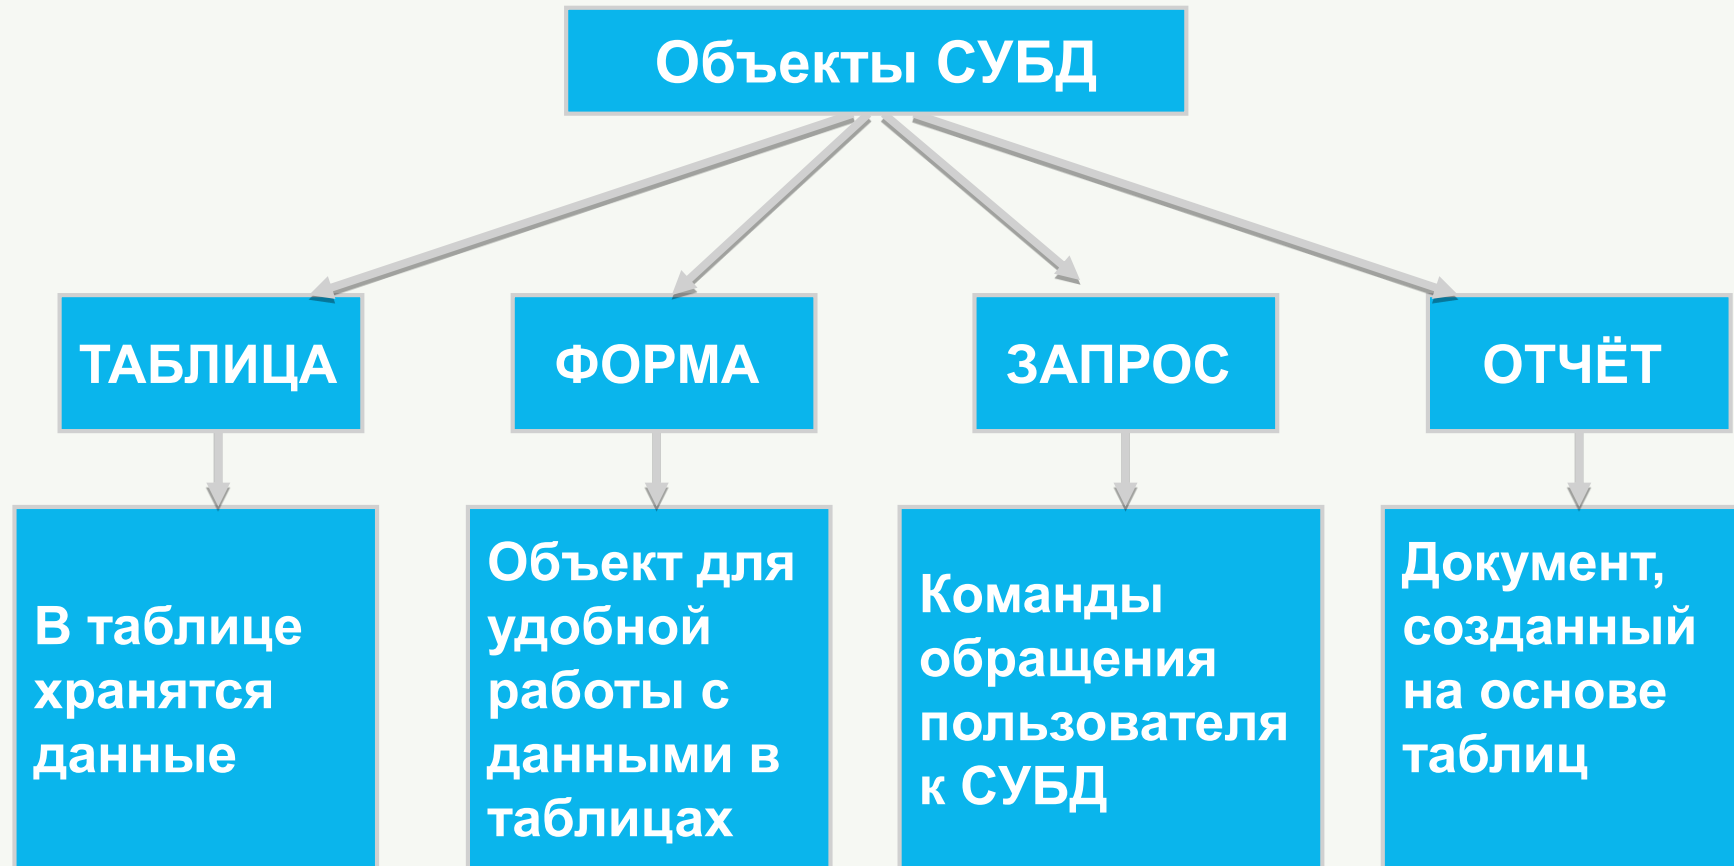 Объекты СУБД
ТАБЛИЦА
ФОРМА
ЗАПРОС
ОТЧЁТ
В таблице
хранятся
данные
Объект для
удобной
работы с
данными в
таблицах
Команды
обращения
пользователя
к СУБД
Документ,
созданный
на основе
таблиц